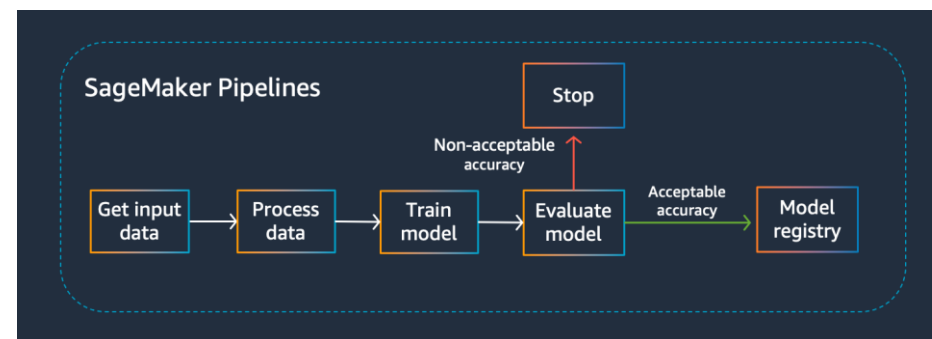 SageMaker Pipelines
Stop
Non-acceptable
accuracy
Get input
data
Process
data
Train
model
Evaluate
model
Acceptable
accuracy
Model
registry